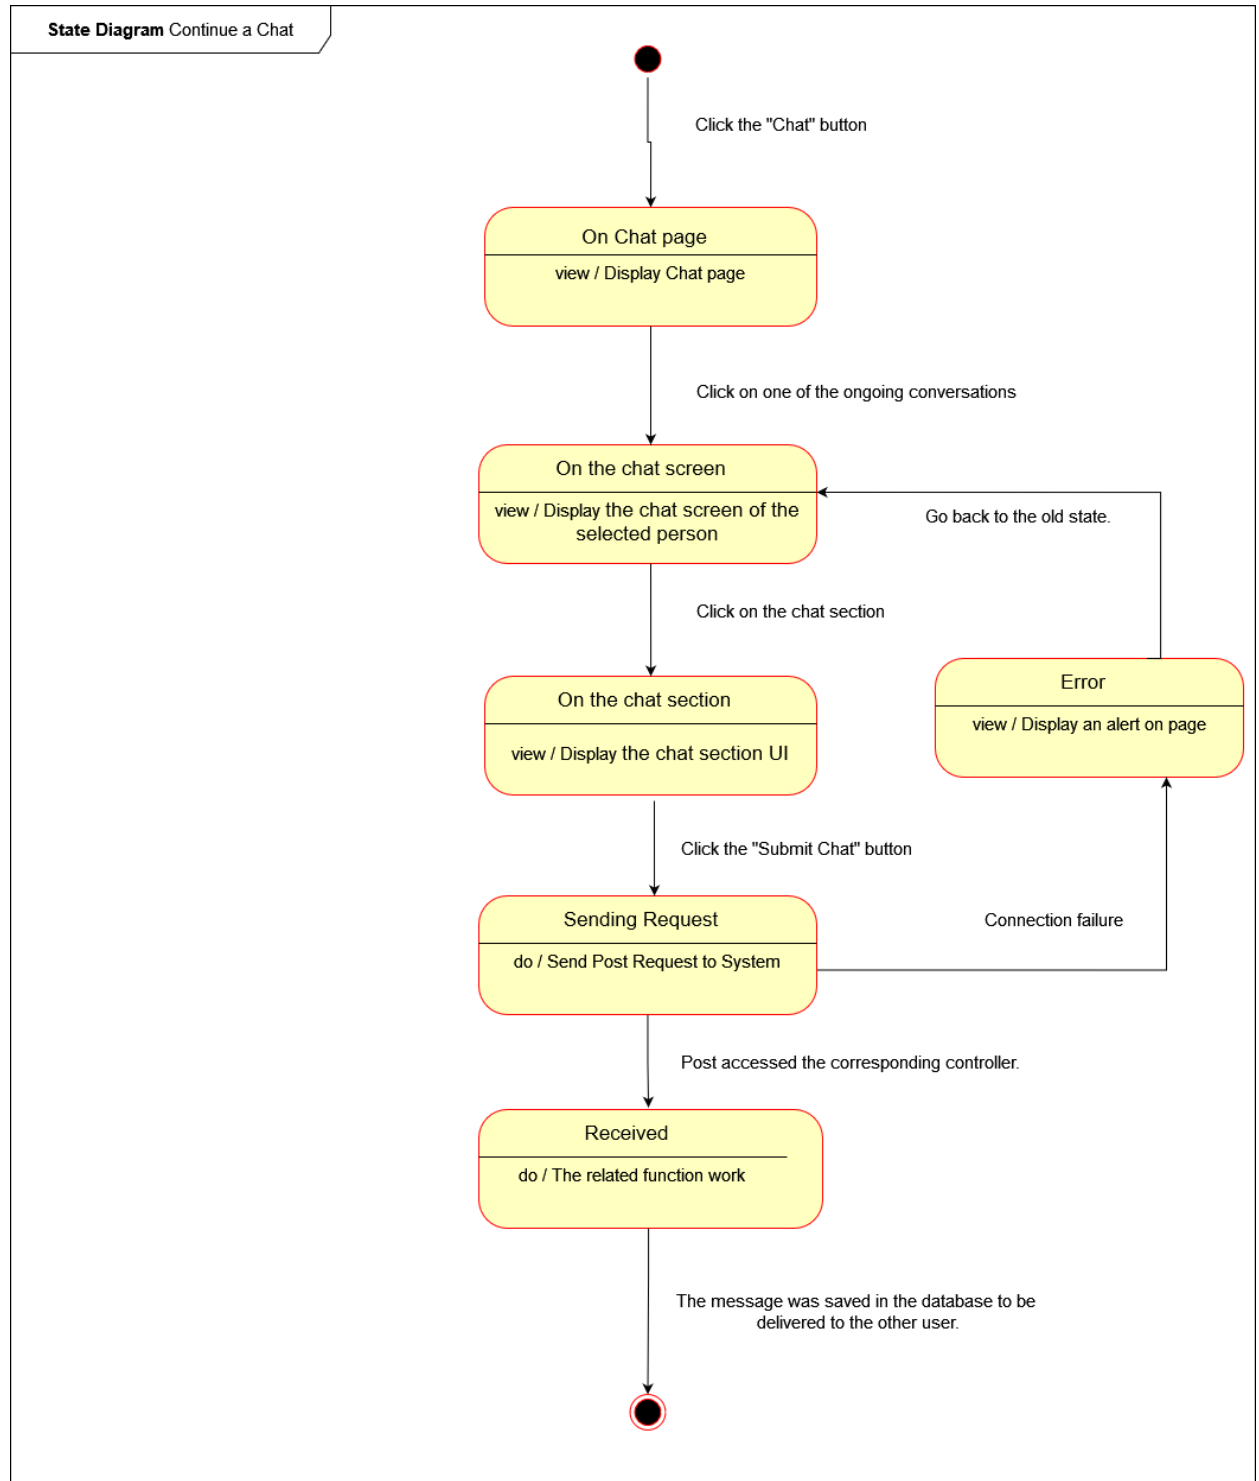 State Diagram Continue a Chat
Click the "Chat" button
On Chat page
view / Display Chat page
Click on one of the ongoing conversations
On the chat screen
view / Display the chat screen of the
selected person
Go back to the old state.
Click on the chat section
On the chat section
view / Display the chat section UI
Error
view / Display an alert on page
Click the "Submit Chat" button
Sending Request
do / Send Post Request to System
Connection failure
Post accessed the corresponding controller.
Received
do / The related function work
The message was saved in the database to be
delivered to the other user.